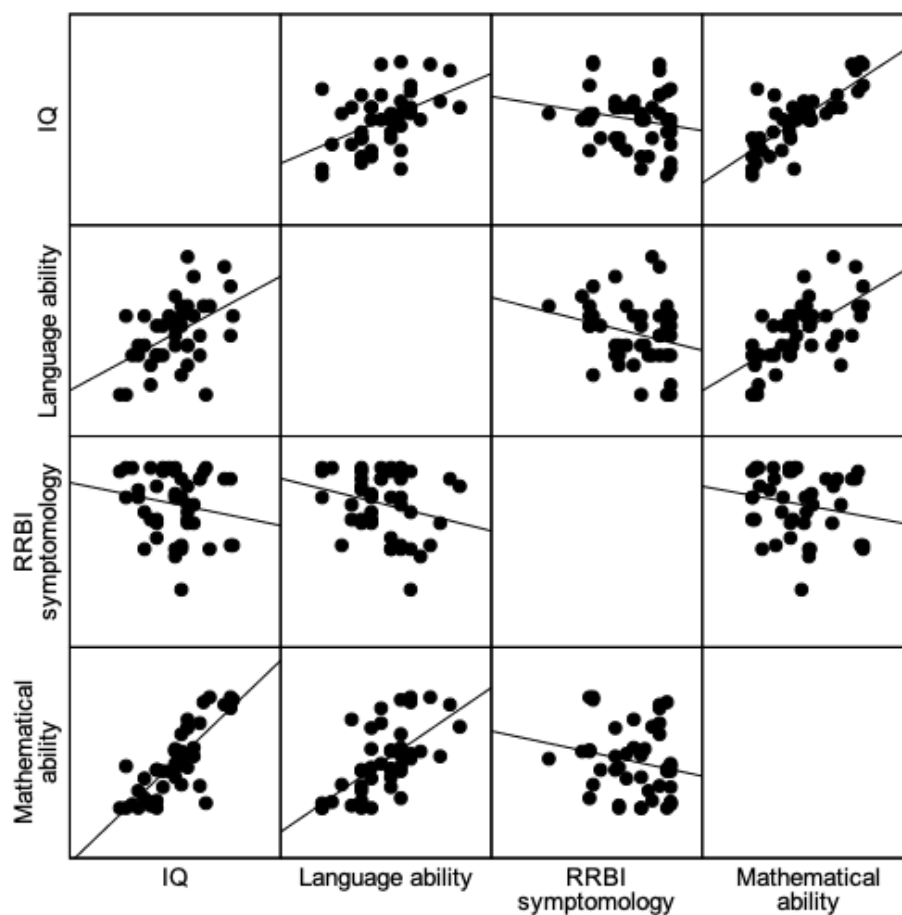 IQ
Language ability
RRBI
symptomology
Mathematical
ability
IQ
Language ability
RRBI
symptomology
Mathematical
ability